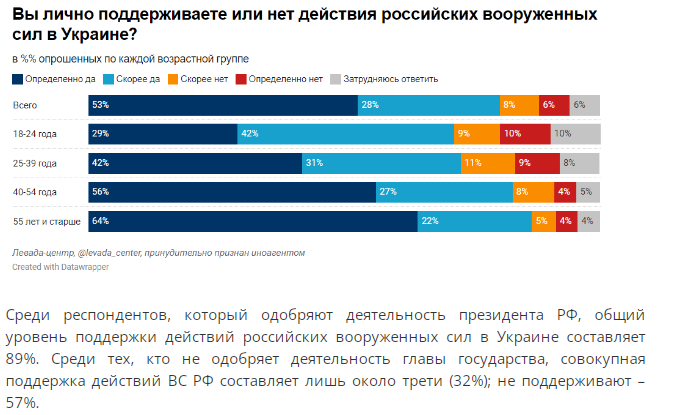 Вы лично поддерживаете или нет действия российских вооруженных
сил в Украине?
в %% опрошенных по каждой возрастной группе
Определенно да Скорее да Скорее нет Определенно нет Затрудняюсь ответить
Всего 53% 28% 8% 6% 6%
18-24 года 29% 42% 9% 10% 10%
25-39 года 42% 31% 11% 9% 8%
40-54 года 56% 27% 8% 4% 5%
55 лет и старше 64% 22% 5% 4% 4%
Левада-центр, @levada_center, принудительно признан иноагентом
Created with Datawrapper
Среди респондентов, который одобряют деятельность президента РФ, общий
уровень поддержки действий российских вооруженных сил в Украине составляет
89%. Среди тех, кто не одобряет деятельность главы государства, совокупная
поддержка действий ВС РФ составляет лишь около трети (32%); не поддерживают –
57%.